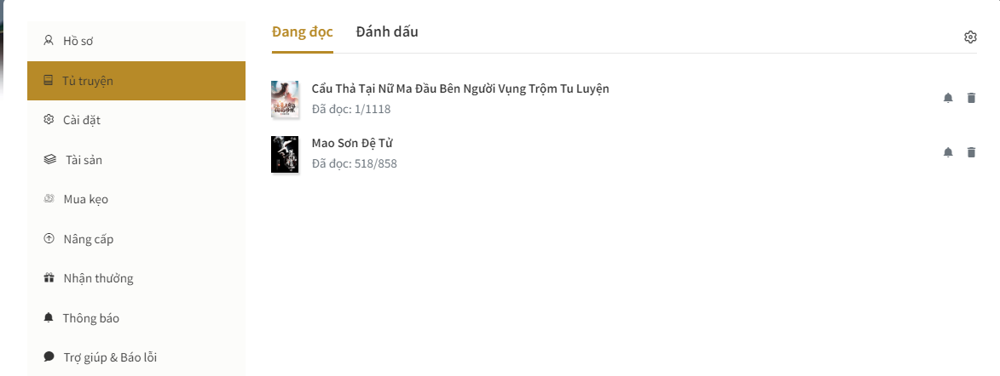 Hồ sơ
Tủ truyện
Cài đặt
Tài sản
Mua kẹo
Nâng cấp
Nhận thưởng
Thông báo
Trợ giúp & Báo lỗi
Đang đọc
Đánh dấu
Cẩu Thả Tại Nữ Ma Đầu Bên Người Vụng Trộm Tu Luyện
Đã đọc: 1/1118
Mao Sơn Đệ Tử
Đã đọc: 518/858